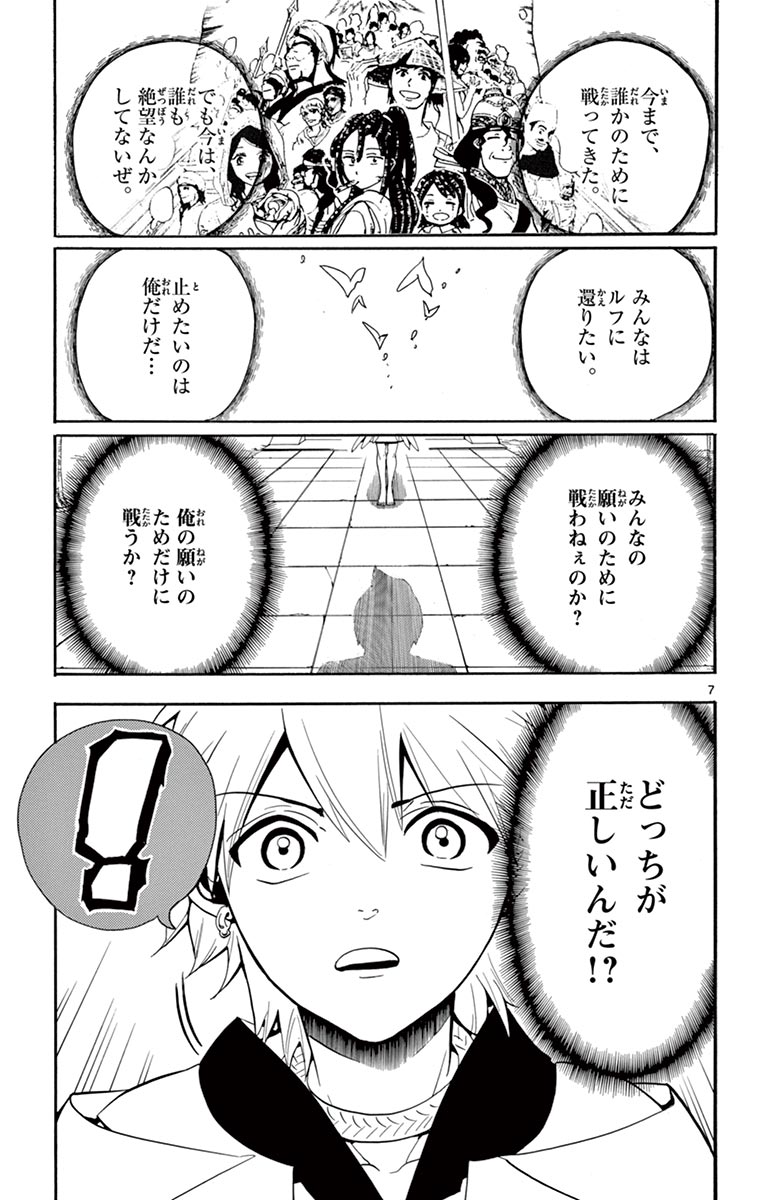 今まで、
誰かのために
戦ってきた。
でも今は
誰も
絶望なんか
してないぜ。
みんなは
ルフに
還りたい。
止めたいのは
俺だけだ…
みんなの
願いのために
戦わねぇのか?
俺の願いの
ためだけに
戦うか?
7
どっちが
正しいんだ!?
!